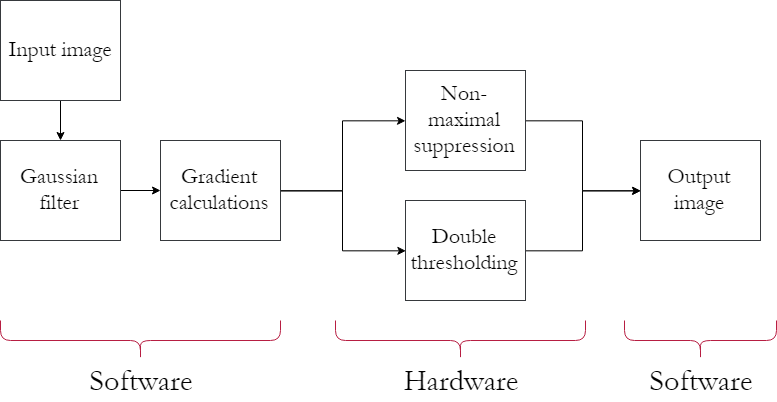 Input image
Gaussian
filter
Gradient
calculations
Non-
maximal
suppression
Double
thresholding
Output
image
Software
Hardware
Software